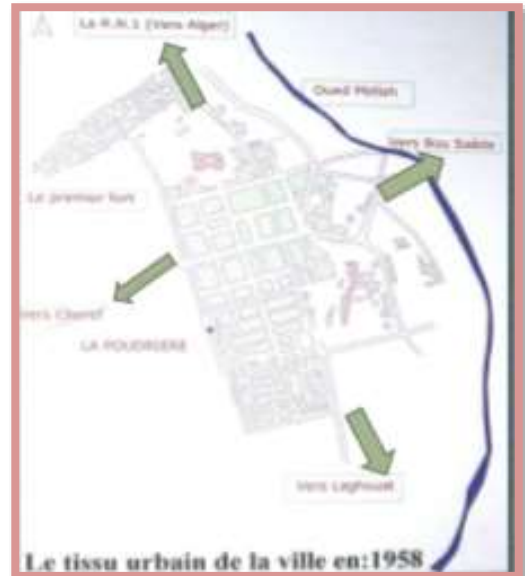 La R.N.1 (Vers Alger)
Oued Mellah
Vers Bou Saâda
Le premier fort
Vers Charef
LA POUDRIERE
Vers Laghouat
Le tissu urbain de la ville en:1958